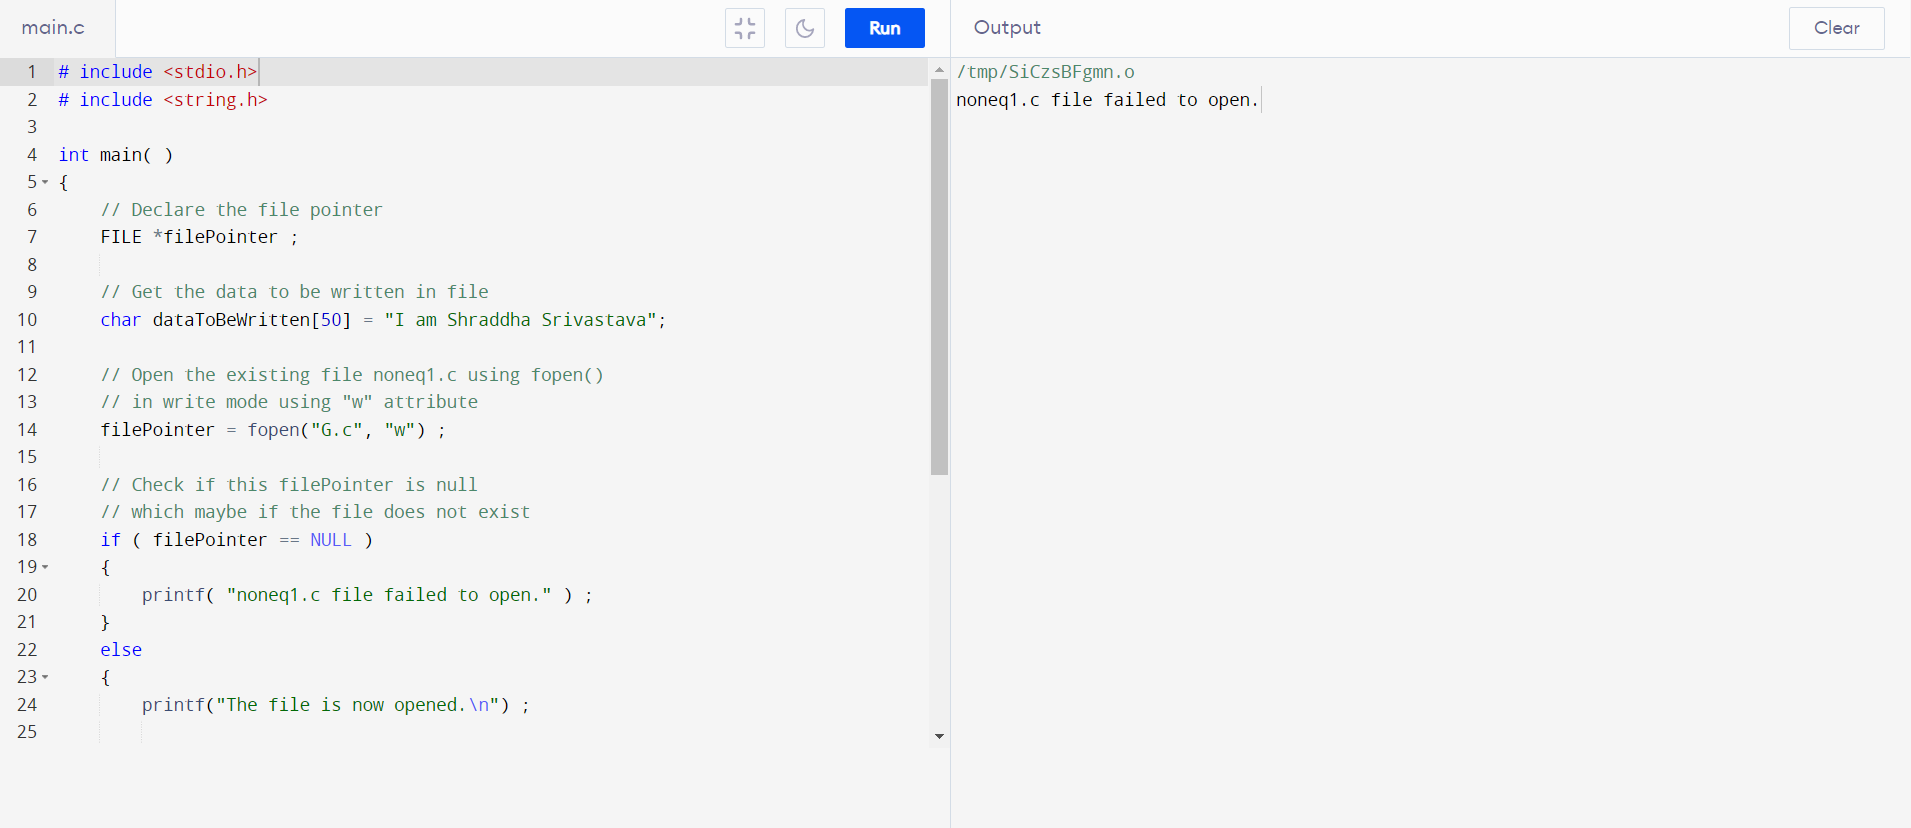 main.c
Run
Output
Clear
1 # include <stdio.h>
2 # include <string.h>
3
4 int main( )
5 {
6 // Declare the file pointer
7 FILE *filePointer ;
8
9 // Get the data to be written in file
10 char dataToBeWritten[50] = "I am Shraddha Srivastava";
11
12 // Open the existing file noneq1.c using fopen()
13 // in write mode using "w" attribute
14 filePointer = fopen("G.c", "w") ;
15
16 // Check if this filePointer is null
17 // which maybe if the file does not exist
18 if ( filePointer == NULL )
19 {
20 printf( "noneq1.c file failed to open." ) ;
21 }
22 else
23 {
24 printf("The file is now opened.\n") ;
25
/tmp/SiCzsBFgmn.o
noneq1.c file failed to open.